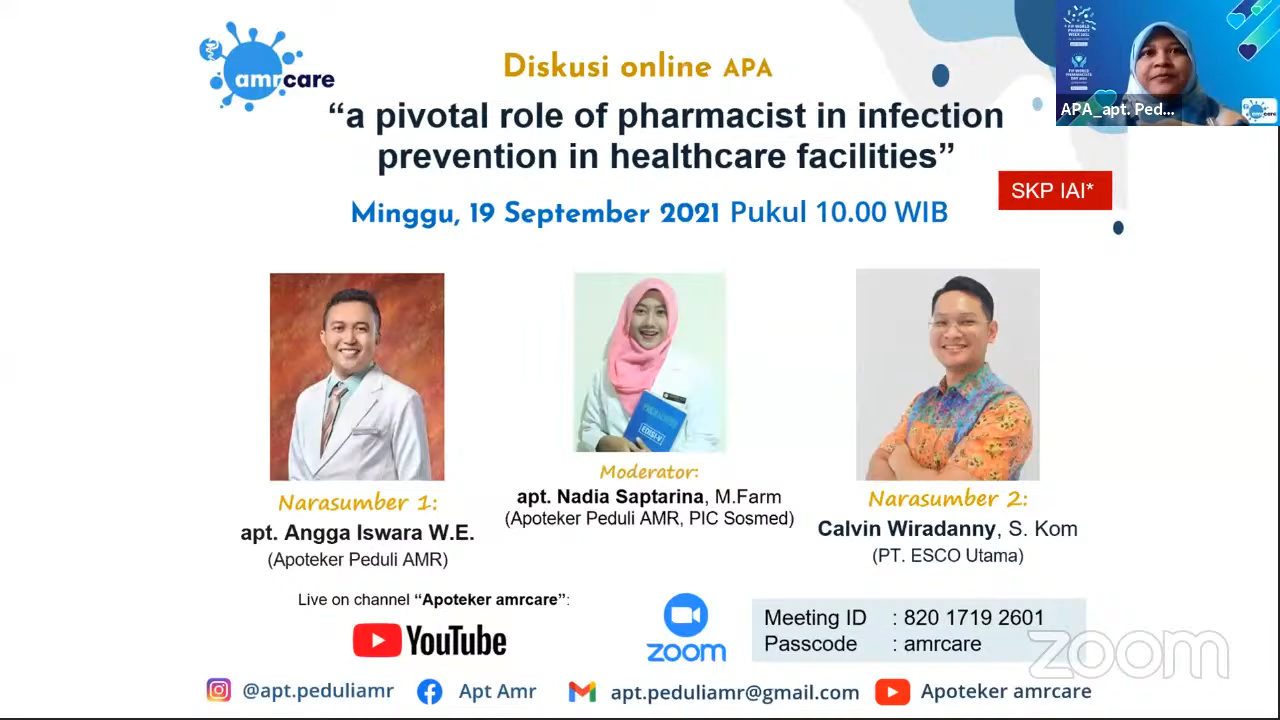 amrcare
Diskusi online APA
“a pivotal role of pharmacist in infection
prevention in healthcare facilities”
Minggu, 19 September 2021 Pukul 10.00 WIB
SKP IAI*
APA_apt. Ped...
Narasumber 1:
apt. Angga Iswara W.E.
(Apoteker Peduli AMR)
Moderator:
apt. Nadia Saptarina, M.Farm
(Apoteker Peduli AMR, PIC Sosmed)
Narasumber 2:
Calvin Wiradanny, S. Kom
(PT. ESCO Utama)
Live on channel “Apoteker amrcare”:
YouTube
zoom
Meeting ID : 820 1719 2601
Passcode : amrcare
zoom
@apt.peduliamr
Apt Amr
apt.peduliamr@gmail.com
Apoteker amrcare